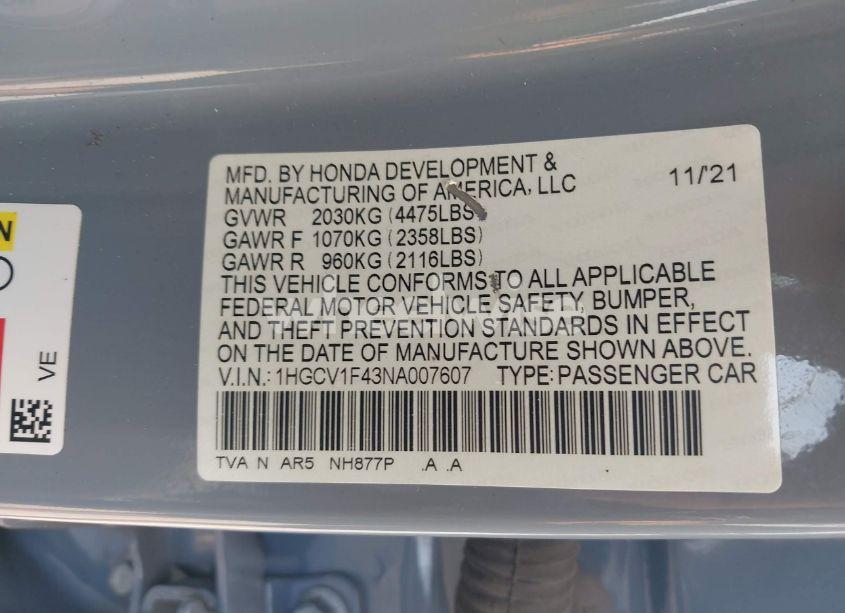 MFD. BY HONDA DEVELOPMENT &
MANUFACTURING OF AMERICA, LLC 11/'21
GVWR 2030KG (4475LBS)
GAWR F 1070KG (2358LBS)
GAWR R 960KG (2116LBS)
THIS VEHICLE CONFORMS TO ALL APPLICABLE
FEDERAL MOTOR VEHICLE SAFETY, BUMPER,
AND THEFT PREVENTION STANDARDS IN EFFECT
ON THE DATE OF MANUFACTURE SHOWN ABOVE.
V.I.N.: 1HGCV1F43NA007607 TYPE: PASSENGER CAR
TVA N AR5 NH877P .A .A
N
VE